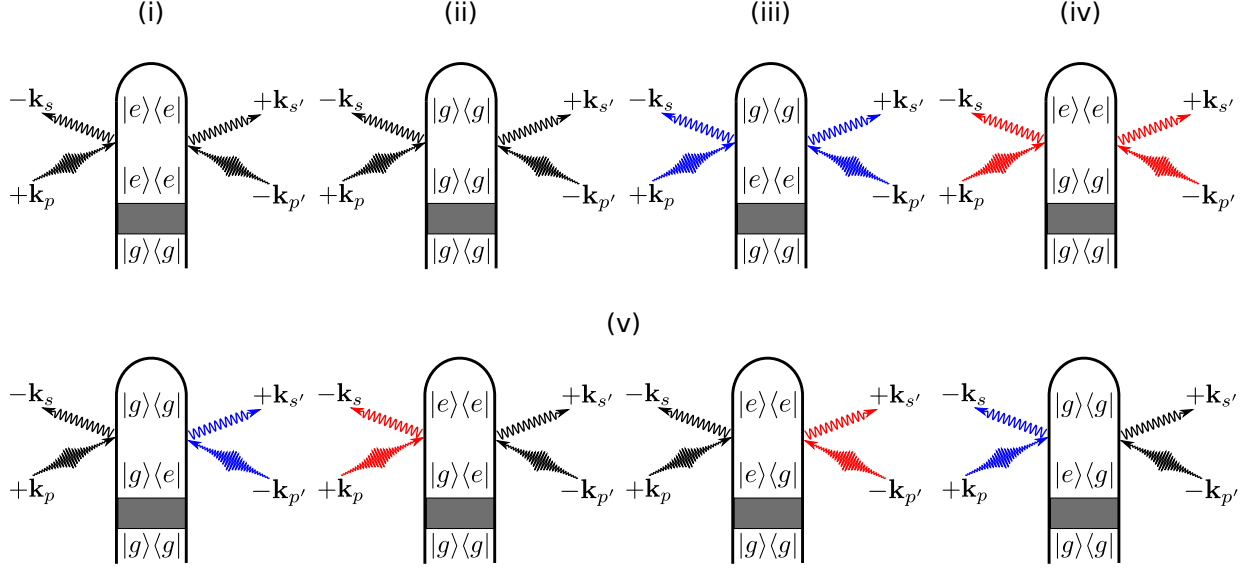 (i) (ii) (iii) (iv)
−k_s |e⟩⟨e| +k_s′ −k_s |g⟩⟨g| +k_s′ −k_s |g⟩⟨g| +k_s′ −k_s |e⟩⟨e| +k_s′
+k_p |e⟩⟨e| −k_p′ +k_p |g⟩⟨g| −k_p′ +k_p |e⟩⟨e| −k_p′ +k_p |g⟩⟨g| −k_p′
|g⟩⟨g| |g⟩⟨g| |g⟩⟨g| |g⟩⟨g|
(v)
−k_s |g⟩⟨g| +k_s′ −k_s |e⟩⟨e| +k_s′ −k_s |e⟩⟨e| +k_s′ −k_s |g⟩⟨g| +k_s′
+k_p |g⟩⟨e| −k_p′ +k_p |g⟩⟨e| −k_p′ +k_p |e⟩⟨g| −k_p′ +k_p |e⟩⟨g| −k_p′
|g⟩⟨g| |g⟩⟨g| |g⟩⟨g| |g⟩⟨g|